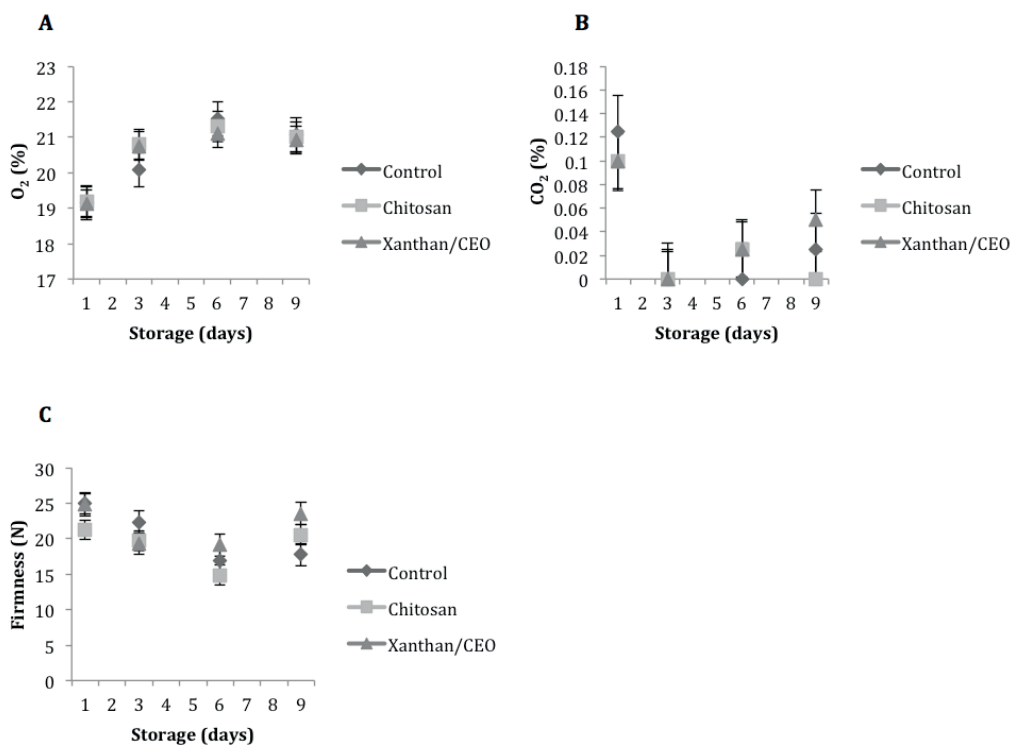 A
23
22
21
20
19
18
17
O2 (%)
1 2 3 4 5 6 7 8 9
Storage (days)
Control
Chitosan
Xanthan/CEO
B
0.18
0.16
0.14
0.12
0.1
0.08
0.06
0.04
0.02
0
CO2 (%)
1 2 3 4 5 6 7 8 9
Storage (days)
Control
Chitosan
Xanthan/CEO
C
30
25
20
15
10
5
0
Firmness (N)
1 2 3 4 5 6 7 8 9
Storage (days)
Control
Chitosan
Xanthan/CEO